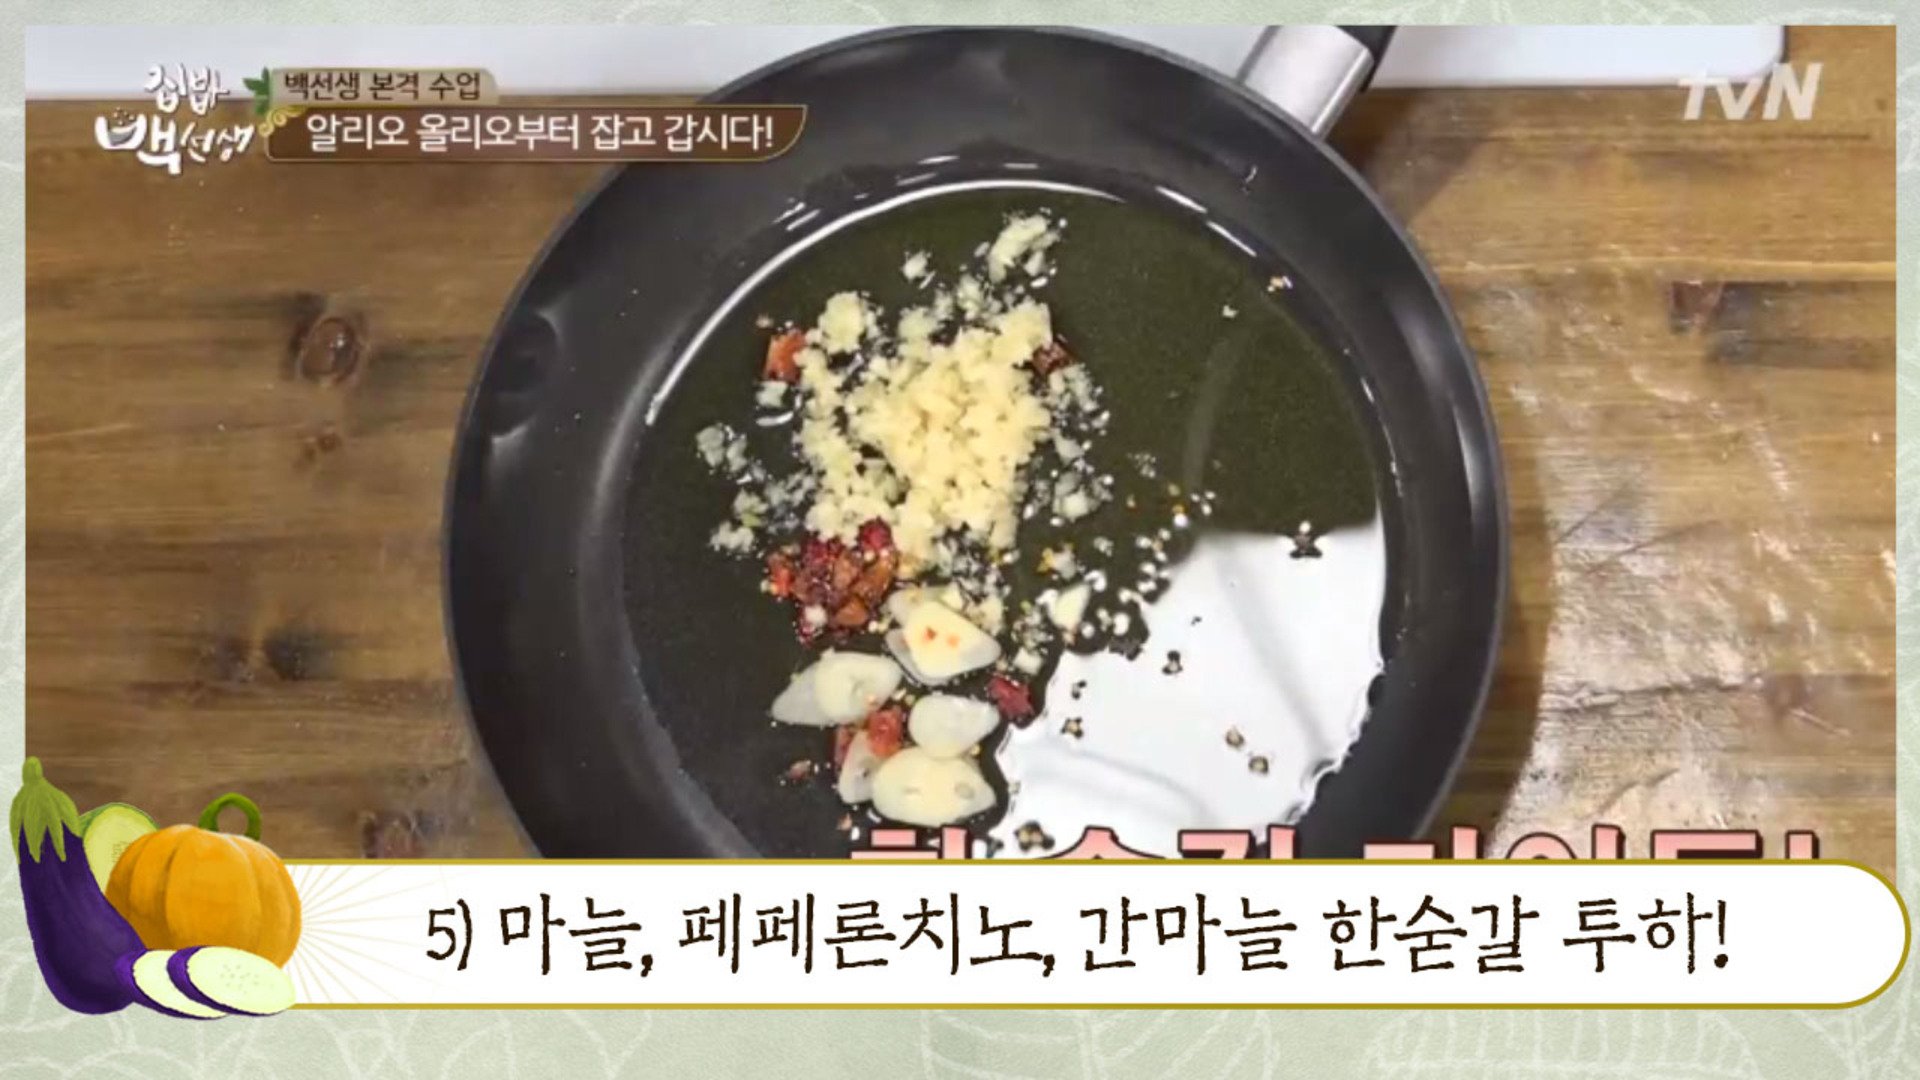 집밥
백선생
백선생 본격 수업
알리오 올리오부터 잡고 갑시다!
tvN
5) 마늘, 페페론치노, 간마늘 한숟갈 투하!